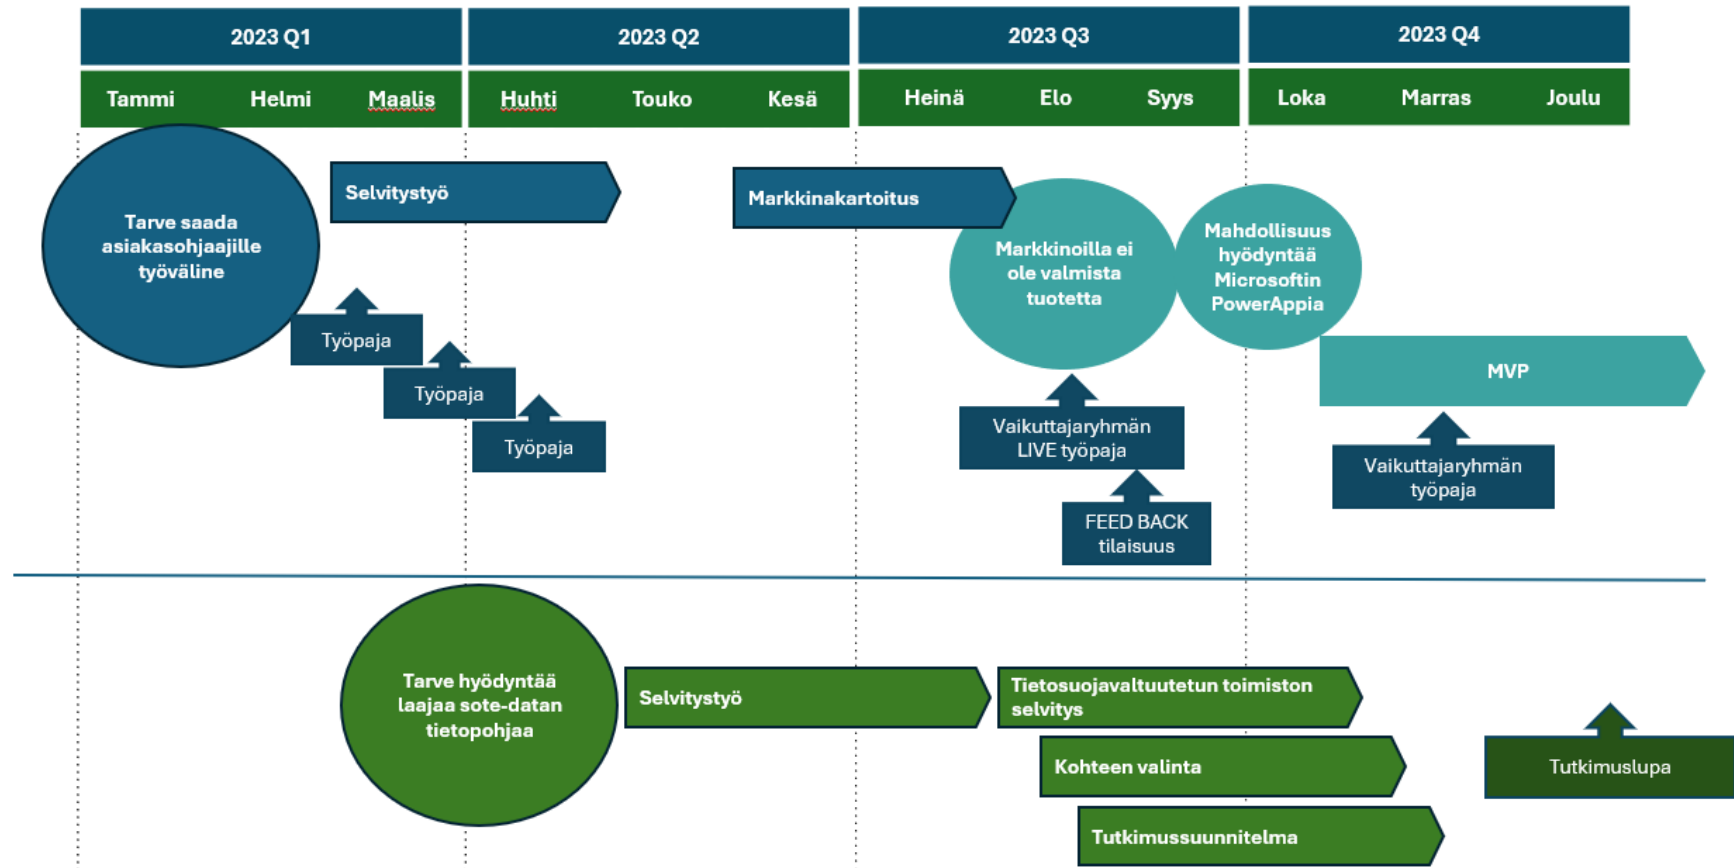 2023 Q1
2023 Q2
2023 Q3
2023 Q4
Tammi
Helmi
Maalis
Huhti
Touko
Kesä
Heinä
Elo
Syys
Loka
Marras
Joulu
Tarve saada
asiakasohjaajille
työväline
Selvitystyö
Markkinakartoitus
Markkinoilla ei
ole valmista
tuotetta
Mahdollisuus
hyödyntää
Microsoftin
PowerAppia
Työpaja
Työpaja
Työpaja
MVP
Vaikuttajaryhmän
LIVE työpaja
Vaikuttajaryhmän
työpaja
FEED BACK
tilaisuus
Tarve hyödyntää
laajaa sote-datan
tietopohjaa
Selvitystyö
Tietosuojavaltuutetun toimiston
selvitys
Kohteen valinta
Tutkimuslupa
Tutkimussuunnitelma